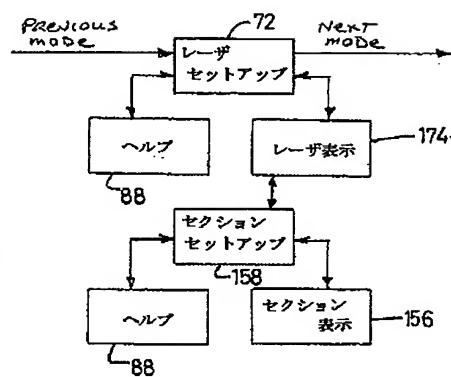 PREVIOUS
MODE
72
NEXT
MODE
レーザ
セットアップ
ヘルプ
88
レーザ表示
174
セクション
セットアップ
158
ヘルプ
88
セクション
表示
156